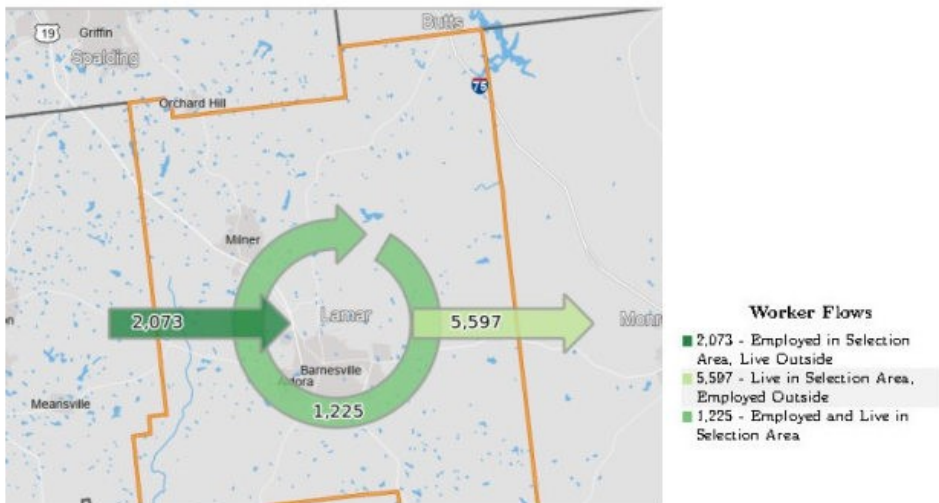 Butts
19
Griffin
Spalding
75
Orchard Hill
Milner
2,073
Lamar
5,597
Barnesville
Meansville
1,225
Worker Flows
2,073 - Employed in Selection
Area, Live Outside
5,597 - Live in Selection Area,
Employed Outside
1,225 - Employed and Live in
Selection Area